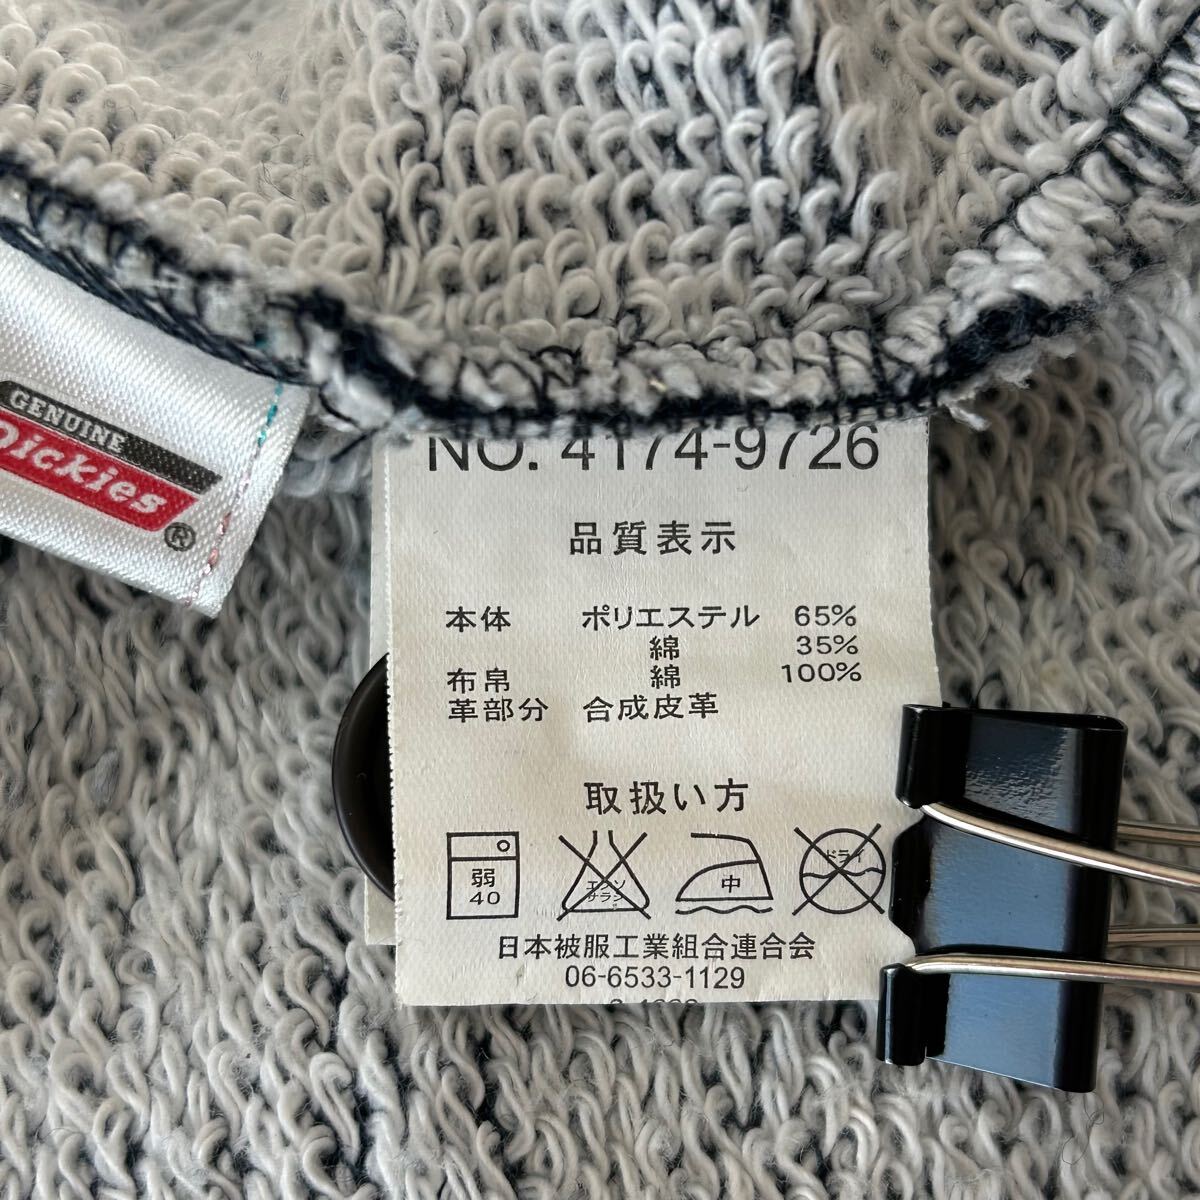 GENUINE
Dickies®
NO. 4174-9726
品質表示
本体 ポリエステル 65%
綿 35%
布帛 綿 100%
革部分 合成皮革
取扱い方
弱
40
エンソ
サラシ
中
ドライ
日本被服工業組合連合会
06-6533-1129